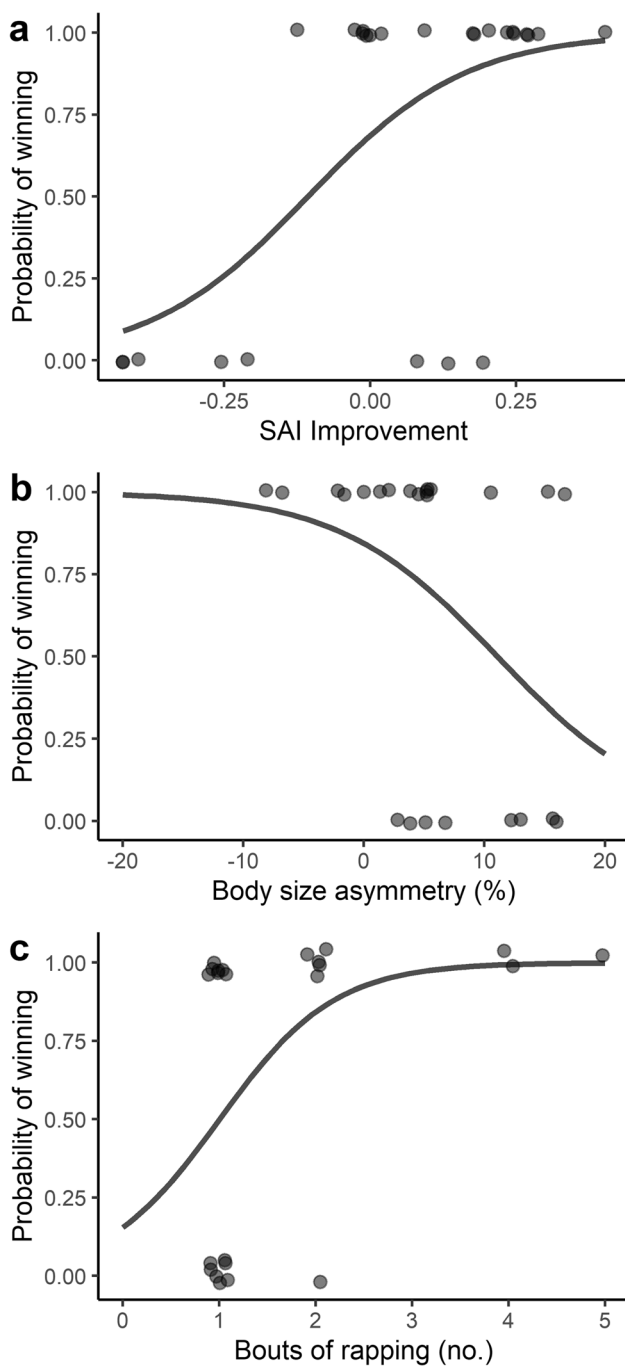 a
Probability of winning
1.00
0.75
0.50
0.25
0.00
-0.25 0.00 0.25
SAI Improvement
b
Probability of winning
1.00
0.75
0.50
0.25
0.00
-20 -10 0 10 20
Body size asymmetry (%)
c
Probability of winning
1.00
0.75
0.50
0.25
0.00
0 1 2 3 4 5
Bouts of rapping (no.)